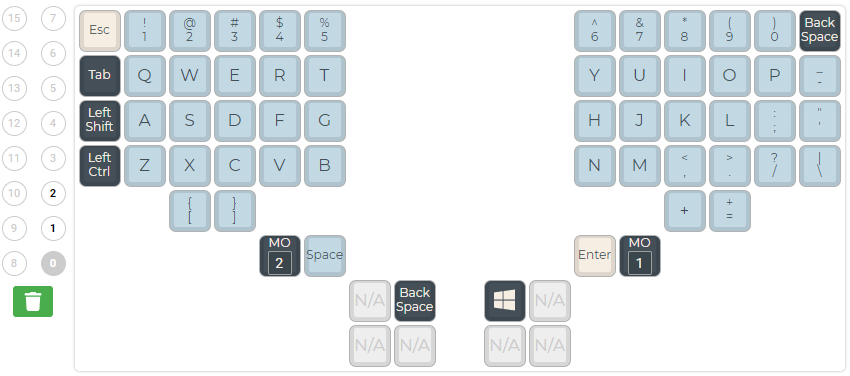 15 7
! @ # $ % ^ & * ( ) Back
Esc
1 2 3 4 5 6 7 8 9 0 Space
14 6
Tab Q W E R T Y U I O P _
-
13 5
Left : "
12 4 A S D F G H J K L
Shift ; '
11 3
Left < > ? |
Z X C V B N M
Ctrl , . / \
10 2
{ } +
[ ] + =
9 1
MO MO
8 0 2 Space Enter 1
N/A Back N/A
Space
N/A N/A N/A N/A